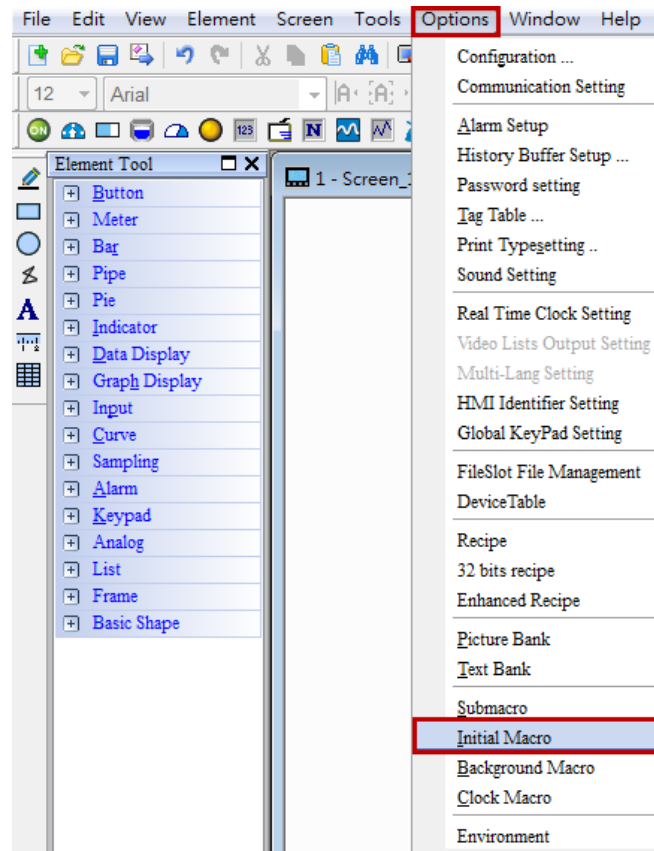 File Edit View Element Screen Tools Options Window Help
12 Arial
ON 123 N
Element Tool
1 - Screen_
Button
Meter
Bar
Pipe
Pie
Indicator
Data Display
Graph Display
Input
Curve
Sampling
Alarm
Keypad
Analog
List
Frame
Basic Shape
Configuration ...
Communication Setting
Alarm Setup
History Buffer Setup ...
Password setting
Tag Table ...
Print Typesetting ..
Sound Setting
Real Time Clock Setting
Video Lists Output Setting
Multi-Lang Setting
HMI Identifier Setting
Global KeyPad Setting
FileSlot File Management
DeviceTable
Recipe
32 bits recipe
Enhanced Recipe
Picture Bank
Text Bank
Submacro
Initial Macro
Background Macro
Clock Macro
Environment